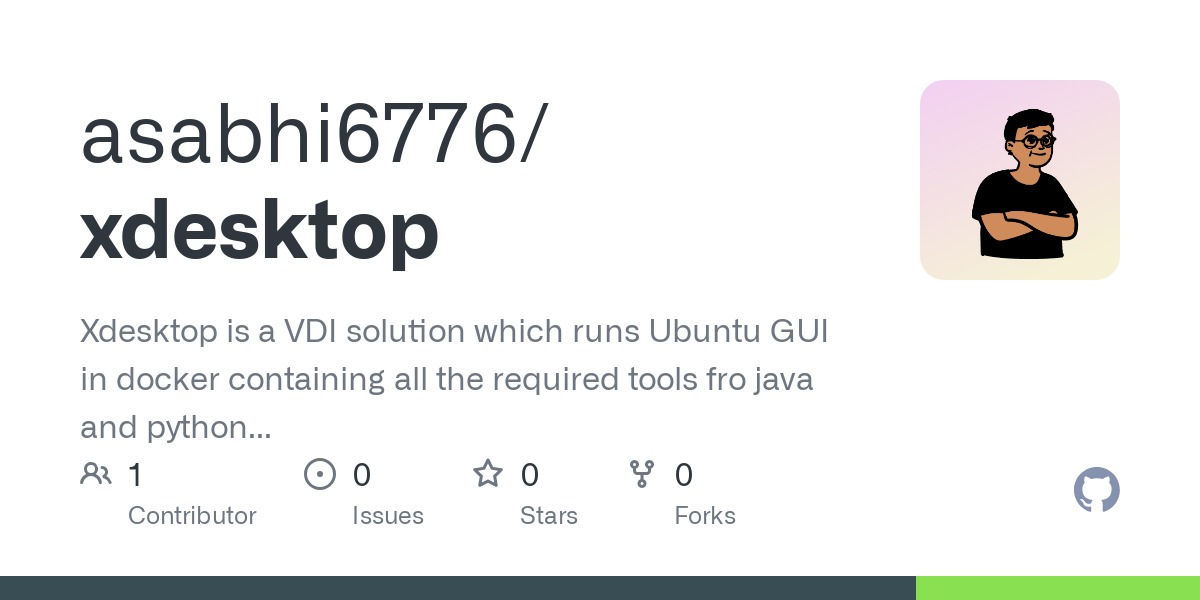 asabhi6776/
xdesktop
Xdesktop is a VDI solution which runs Ubuntu GUI
in docker containing all the required tools fro java
and python...
1 0 0 0
Contributor Issues Stars Forks